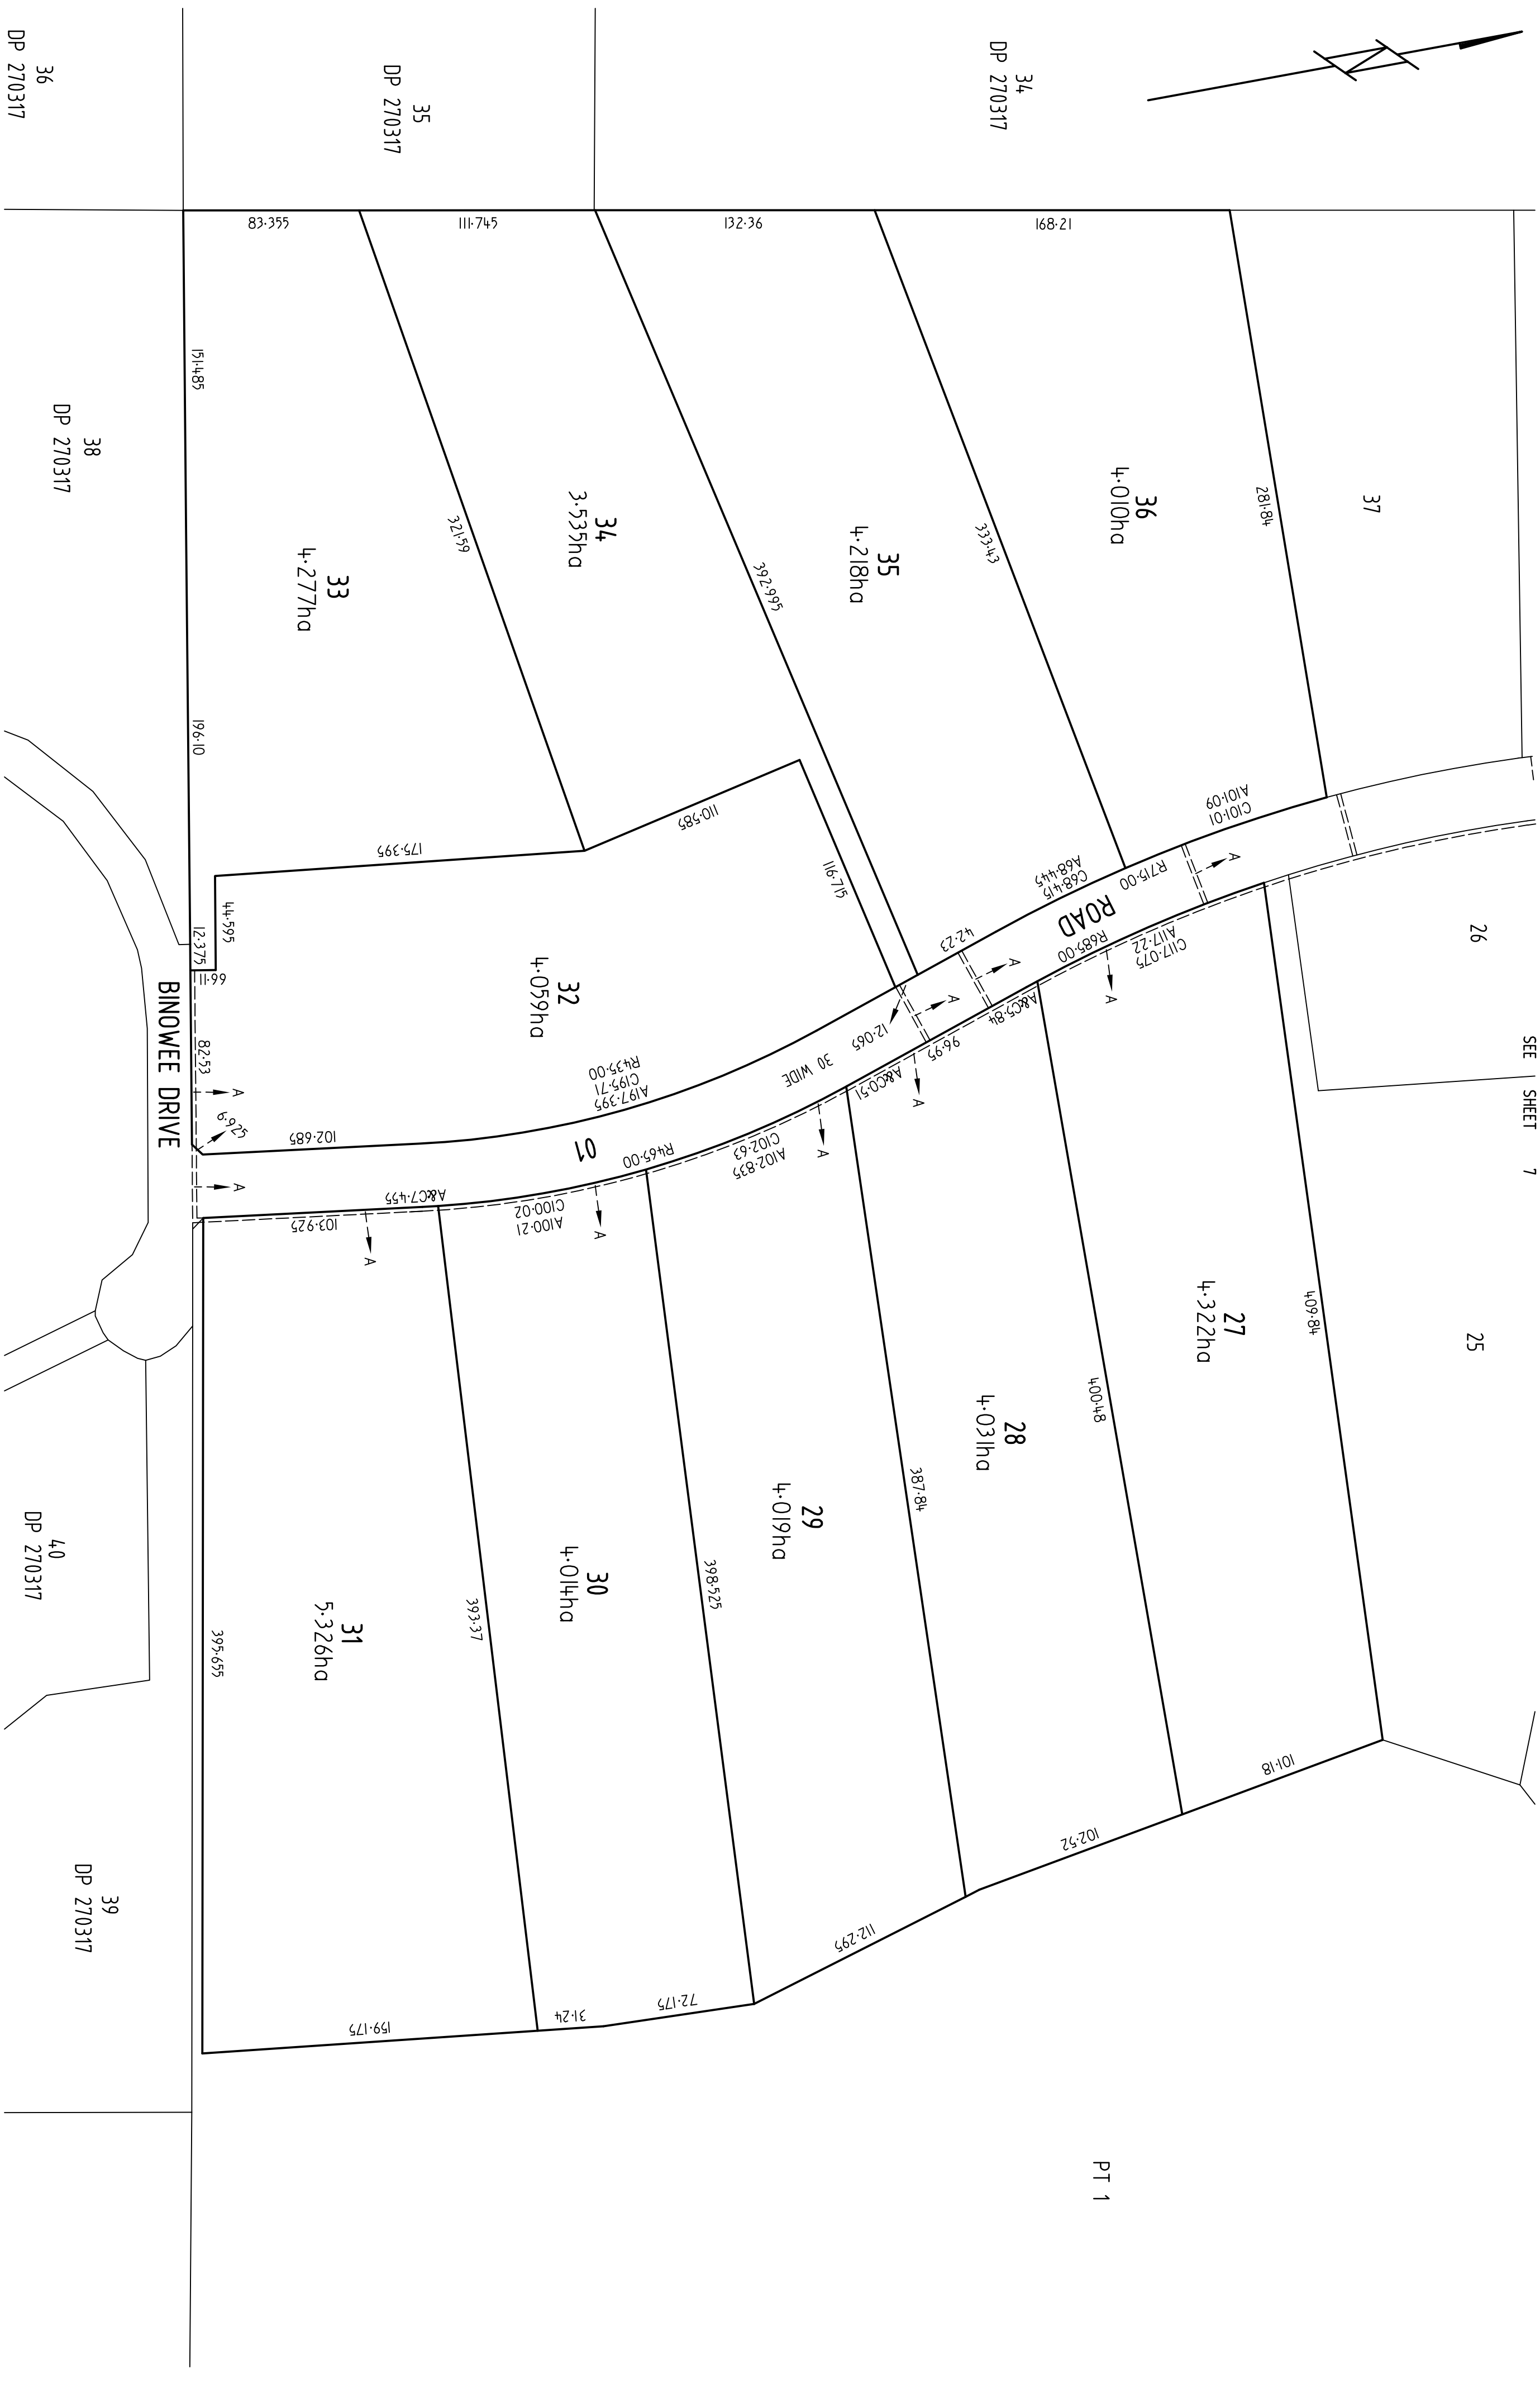 36
DP 270317
35
DP 270317
34
DP 270317
83·355
111·745
132·36
168·21
151·485
196·10
38
DP 270317
33
4·277ha
321·59
34
3·535ha
392·995
35
4·218ha
333·43
36
4·010ha
281·84
37
175·395
110·585
116·715
44·595
12·375
11·66
82·53
6·925
A
A
BINOWEE DRIVE
32
4·059ha
102·685
R435·00
C195·71
A197·395
01
30 WIDE
12·065
42·23
A68·445
C68·415
ROAD
R715·00
A101·09
C101·01
A
A
A
R685·00
A117·22
C117·075
A
A&C5·84
96·95
A
A&C0·51
A
C102·63
A102·835
R465·00
C100·02
A100·21
A
A&C7·455
103·925
A
26
SEE SHEET 7
25
27
4·322ha
409·84
28
4·031ha
400·48
29
4·019ha
387·84
30
4·014ha
398·525
31
5·326ha
393·37
395·655
40
DP 270317
39
DP 270317
159·175
31·24
72·175
112·295
102·52
101·18
PT 1